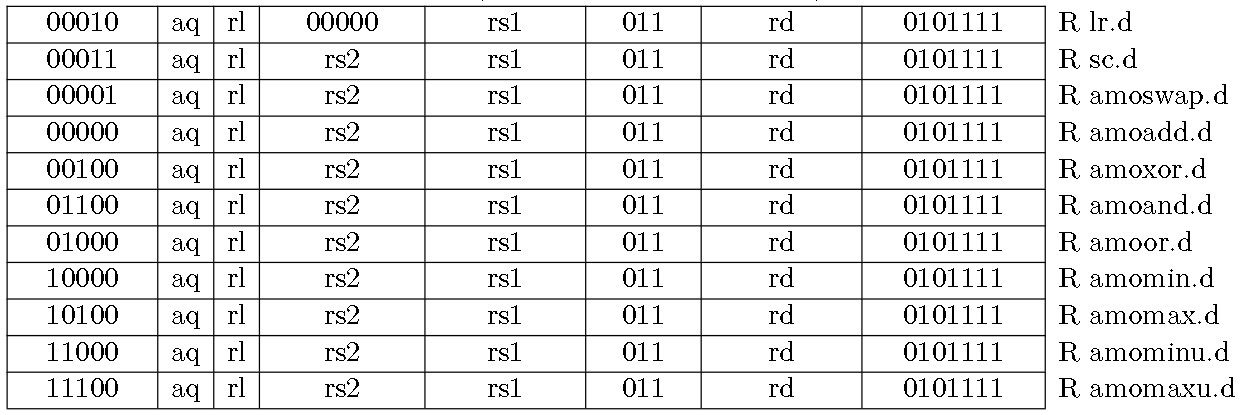 00010 aq rl 00000 rs1 011 rd 0101111 R lr.d
00011 aq rl rs2 rs1 011 rd 0101111 R sc.d
00001 aq rl rs2 rs1 011 rd 0101111 R amoswap.d
00000 aq rl rs2 rs1 011 rd 0101111 R amoadd.d
00100 aq rl rs2 rs1 011 rd 0101111 R amoxor.d
01100 aq rl rs2 rs1 011 rd 0101111 R amoand.d
01000 aq rl rs2 rs1 011 rd 0101111 R amoor.d
10000 aq rl rs2 rs1 011 rd 0101111 R amomin.d
10100 aq rl rs2 rs1 011 rd 0101111 R amomax.d
11000 aq rl rs2 rs1 011 rd 0101111 R amominu.d
11100 aq rl rs2 rs1 011 rd 0101111 R amomaxu.d